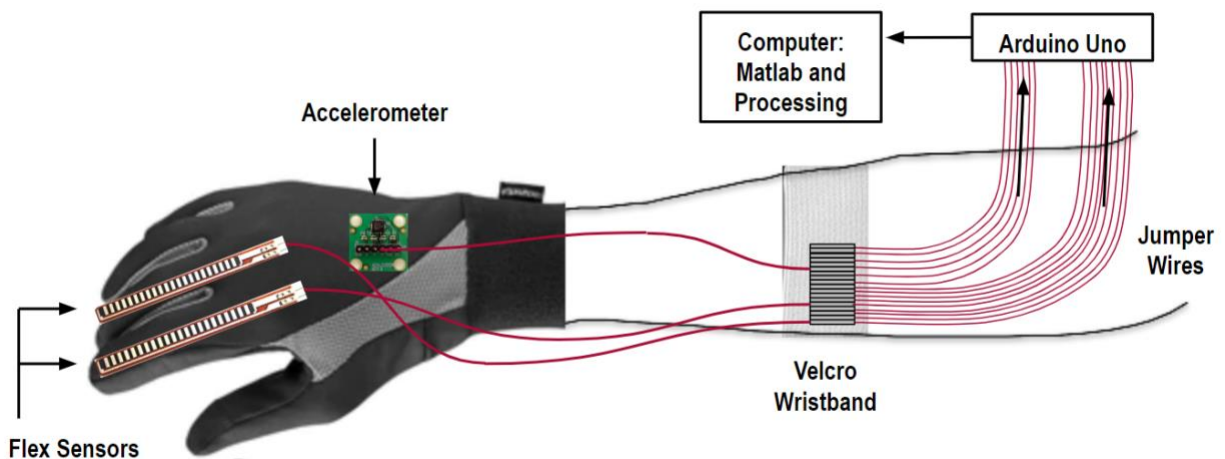 Computer:
Matlab and
Processing
Arduino Uno
Accelerometer
Jumper
Wires
Velcro
Wristband
Flex Sensors